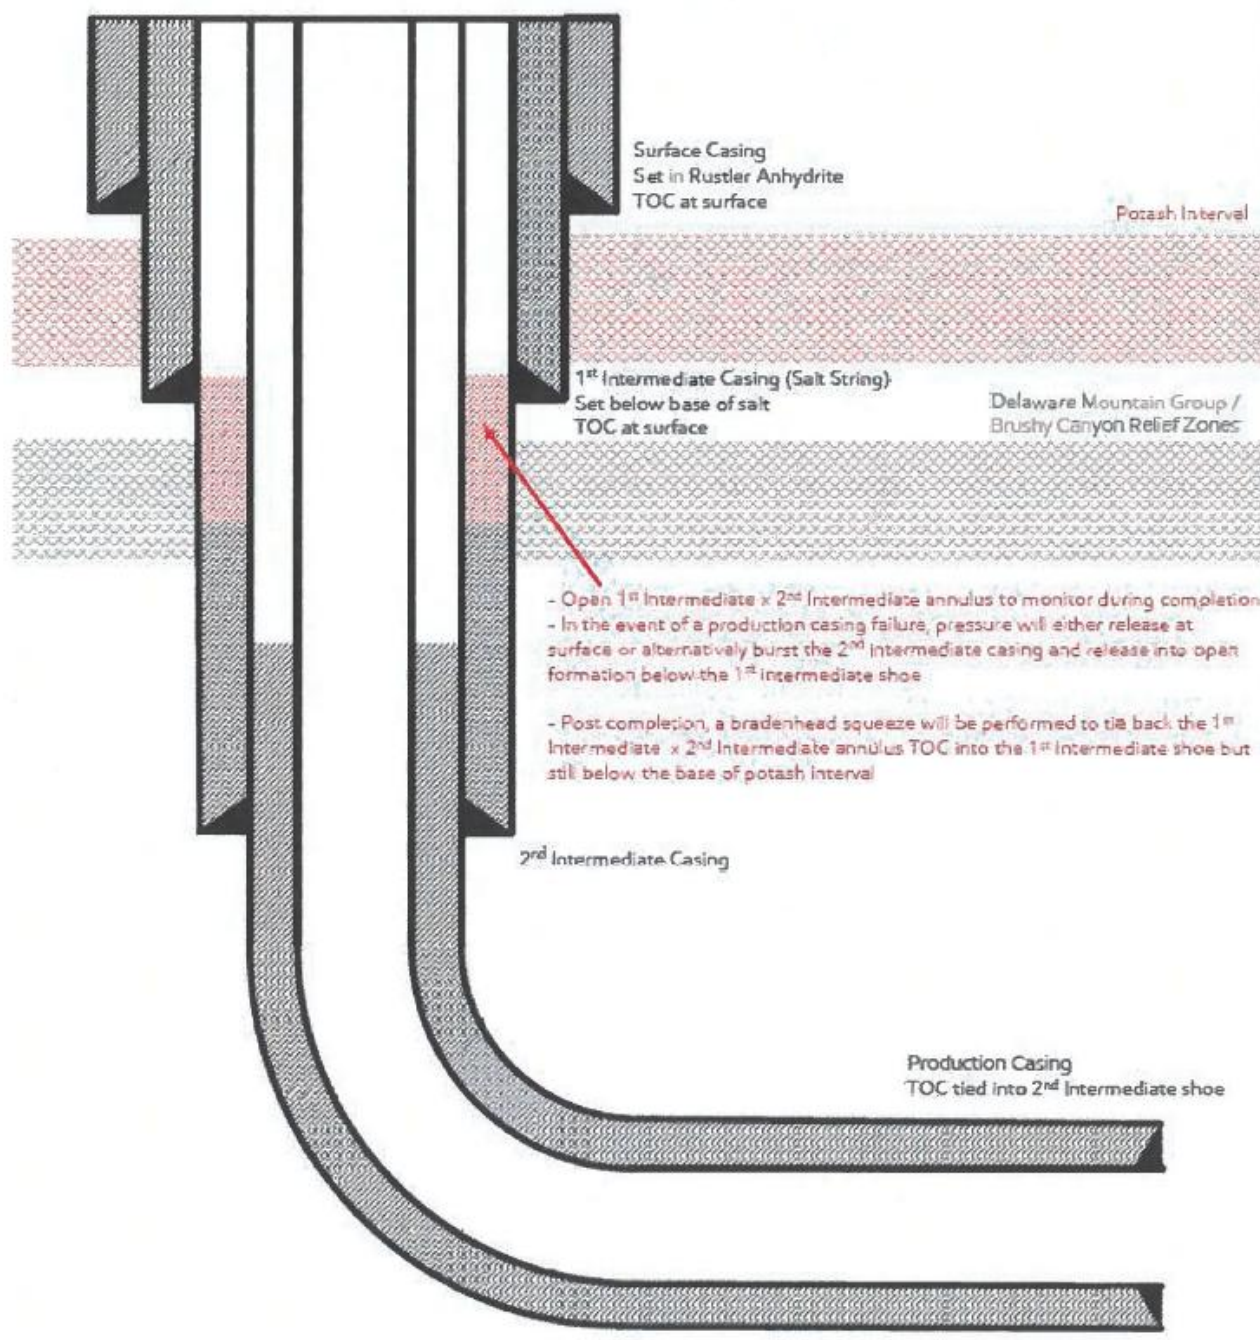 Surface Casing
Set in Rustler Anhydrite
TOC at surface
Potash Interval
1st Intermediate Casing (Salt String)
Set below base of salt
TOC at surface
Delaware Mountain Group /
Brushy Canyon Relief Zones
- Open 1st Intermediate x 2nd Intermediate annulus to monitor during completion
- In the event of a production casing failure, pressure will either release at
surface or alternatively burst the 2nd Intermediate casing and release into open
formation below the 1st intermediate shoe
- Post completion, a bradenhead squeeze will be performed to tie back the 1st
Intermediate x 2nd Intermediate annulus TOC into the 1st Intermediate shoe but
still below the base of potash interval
2nd Intermediate Casing
Production Casing
TOC tied into 2nd Intermediate shoe